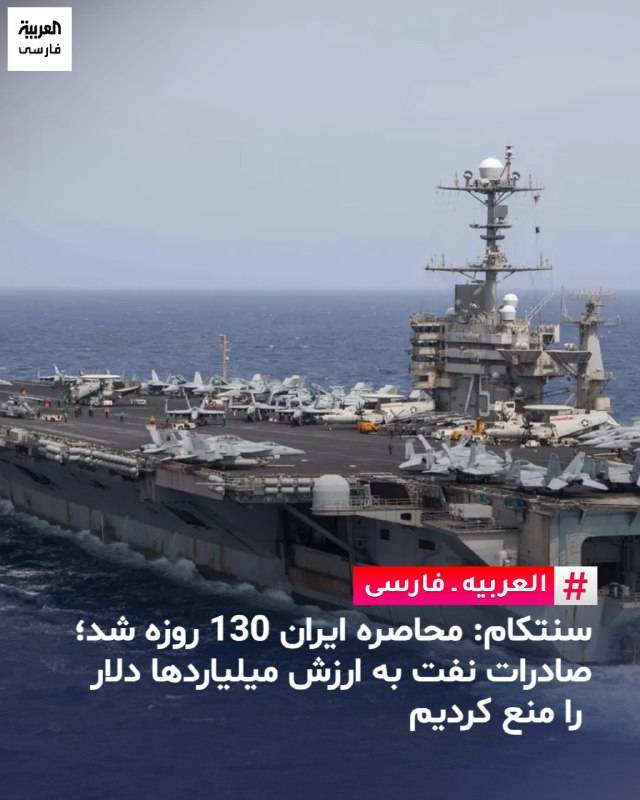 العربية
فارسی
75
# العربیه ـ فارسی
سنتکام: محاصره ایران 130 روزه شد؛
صادرات نفت به ارزش میلیاردها دلار
را منع کردیم